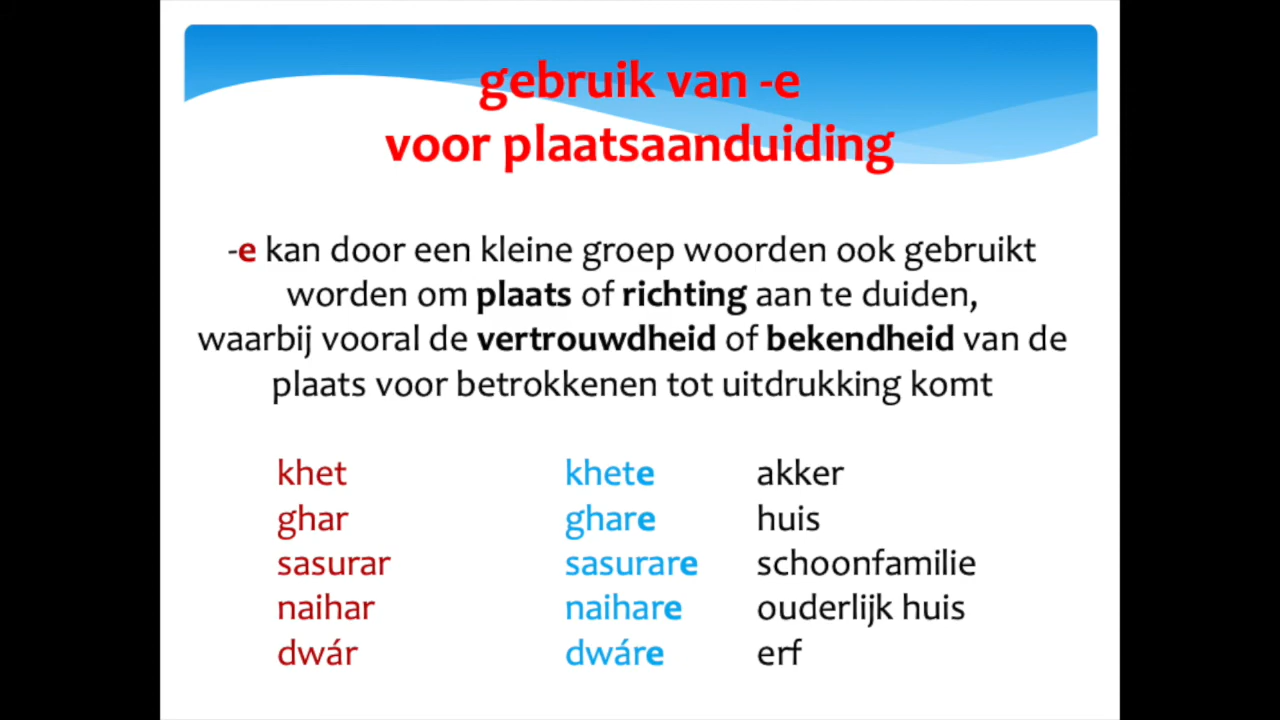 gebruik van -e
voor plaatsaanduiding
-e kan door een kleine groep woorden ook gebruikt
worden om plaats of richting aan te duiden,
waarbij vooral de vertrouwdheid of bekendheid van de
plaats voor betrokkenen tot uitdrukking komt
khet khete akker
ghar ghare huis
sasurar sasurare schoonfamilie
naihar naihare ouderlijk huis
dwár dwáre erf